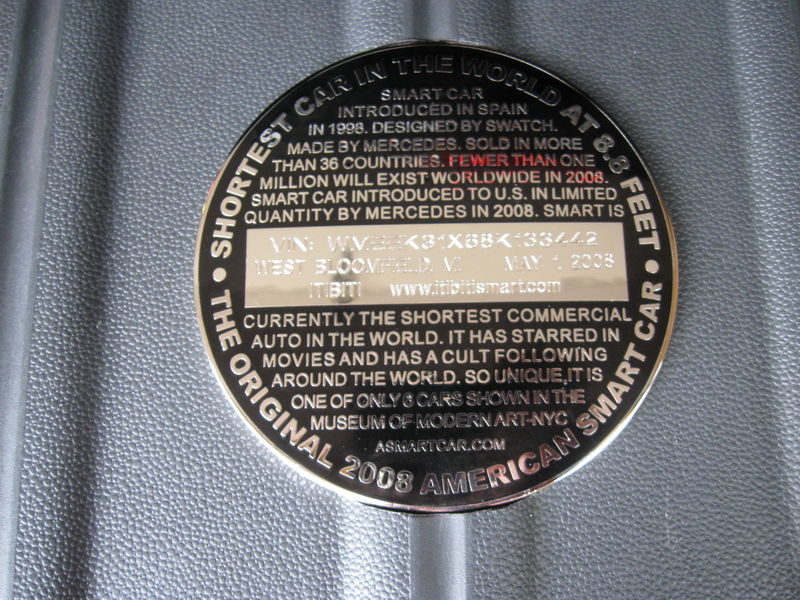 SHORTEST CAR IN THE WORLD AT 8.8 FEET
SMART CAR
INTRODUCED IN SPAIN
IN 1998. DESIGNED BY SWATCH.
MADE BY MERCEDES. SOLD IN MORE
THAN 36 COUNTRIES. FEWER THAN ONE
MILLION WILL EXIST WORLDWIDE IN 2008.
SMART CAR INTRODUCED TO U.S. IN LIMITED
QUANTITY BY MERCEDES IN 2008. SMART IS
VIN: WMEEK31X68K133442
WEST BLOOMFIELD, MI MAY 1, 2008
ITIBITI www.itibitismart.com
CURRENTLY THE SHORTEST COMMERCIAL
AUTO IN THE WORLD. IT HAS STARRED IN
MOVIES AND HAS A CULT FOLLOWING
AROUND THE WORLD. SO UNIQUE,IT IS
ONE OF ONLY 6 CARS SHOWN IN THE
MUSEUM OF MODERN ART-NYC
ASMARTCAR.COM
• THE ORIGINAL 2008 AMERICAN SMART CAR •